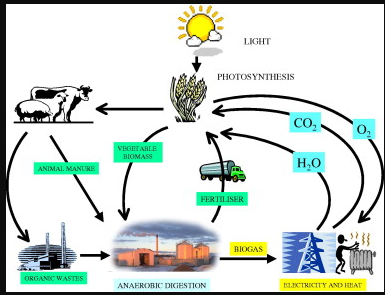 LIGHT
PHOTOSYNTHESIS
CO2
O2
VEGETABLE
BIOMASS
H2O
ANIMAL MANURE
FERTILISER
BIOGAS
ORGANIC WASTES
ANAEROBIC DIGESTION
ELECTRICITY AND HEAT